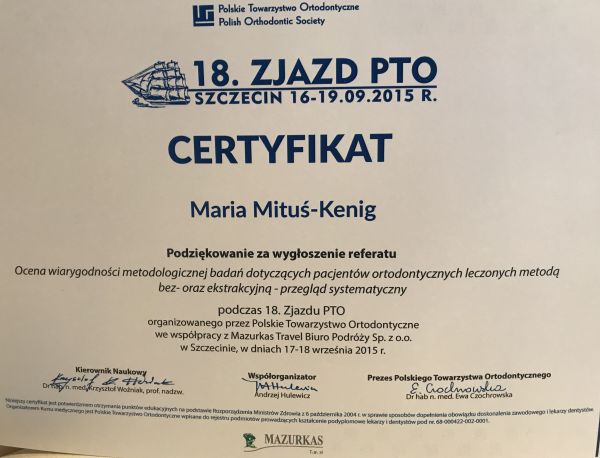 Polskie Towarzystwo Ortodontyczne
Polish Orthodontic Society
18. ZJAZD PTO
SZCZECIN 16-19.09.2015 R.
CERTYFIKAT
Maria Mituś-Kenig
Podziękowanie za wygłoszenie referatu
Ocena wiarygodności metodologicznej badań dotyczących pacjentów ortodontycznych leczonych metodą
bez- oraz ekstrakcyjną - przegląd systematyczny
podczas 18. Zjazdu PTO
organizowanego przez Polskie Towarzystwo Ortodontyczne
we współpracy z Mazurkas Travel Biuro Podróży Sp. z o.o.
w Szczecinie, w dniach 17-18 września 2015 r.
Kierownik Naukowy
Dr hab n. med. Krzysztof Woźniak, prof. nadzw.
Współorganizator
Andrzej Hulewicz
Prezes Polskiego Towarzystwa Ortodontycznego
E. Czochrowska
Dr hab n. med. Ewa Czochrowska
Niniejszy certyfikat jest potwierdzeniem otrzymania punktów edukacyjnych na podstawie Rozporządzenia Ministrów Zdrowia z 6 października 2004 r. w sprawie sposobów dopełnienia obowiązku doskonalenia zawodowego lekarzy i lekarzy dentystów.
Organizatorem Kursu medycznego jest Polskie Towarzystwo Ortodontyczne wpisane do rejestru podmiotów prowadzących kształcenie podyplomowe lekarzy i lekarzy dentystów pod nr. 68-000422-002-0001.
MAZURKAS